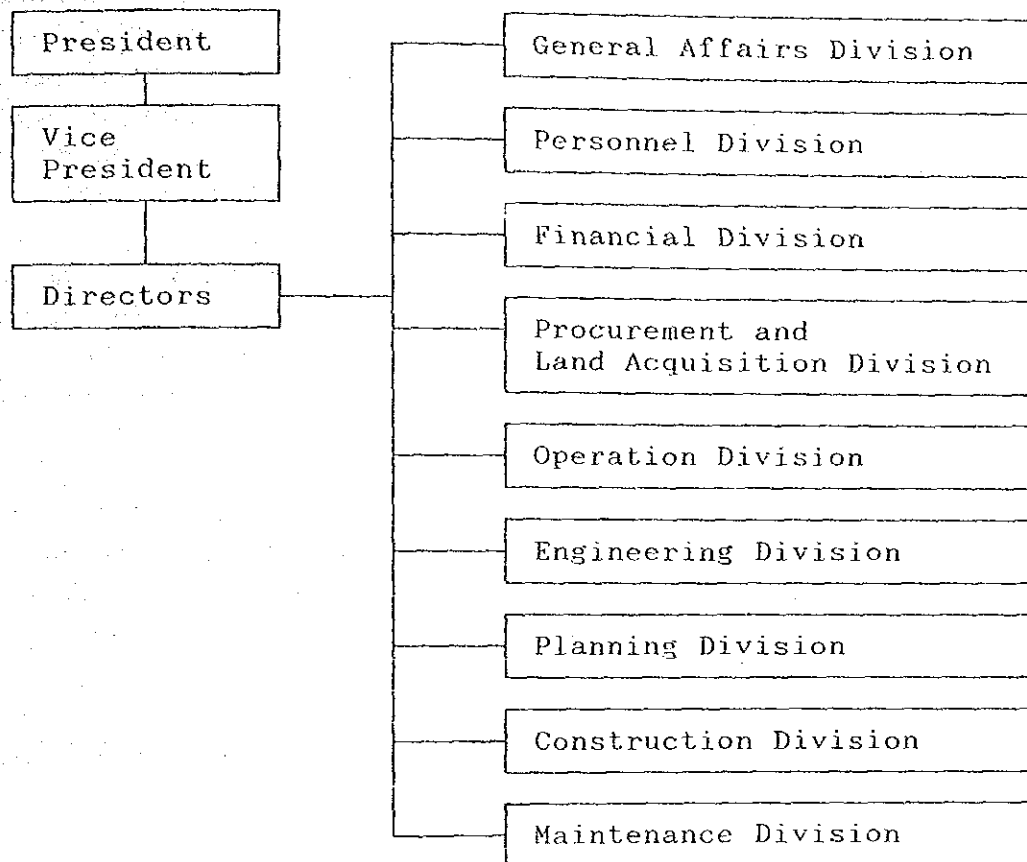 President
Vice
President
Directors
General Affairs Division
Personnel Division
Financial Division
Procurement and
Land Acquisition Division
Operation Division
Engineering Division
Planning Division
Construction Division
Maintenance Division